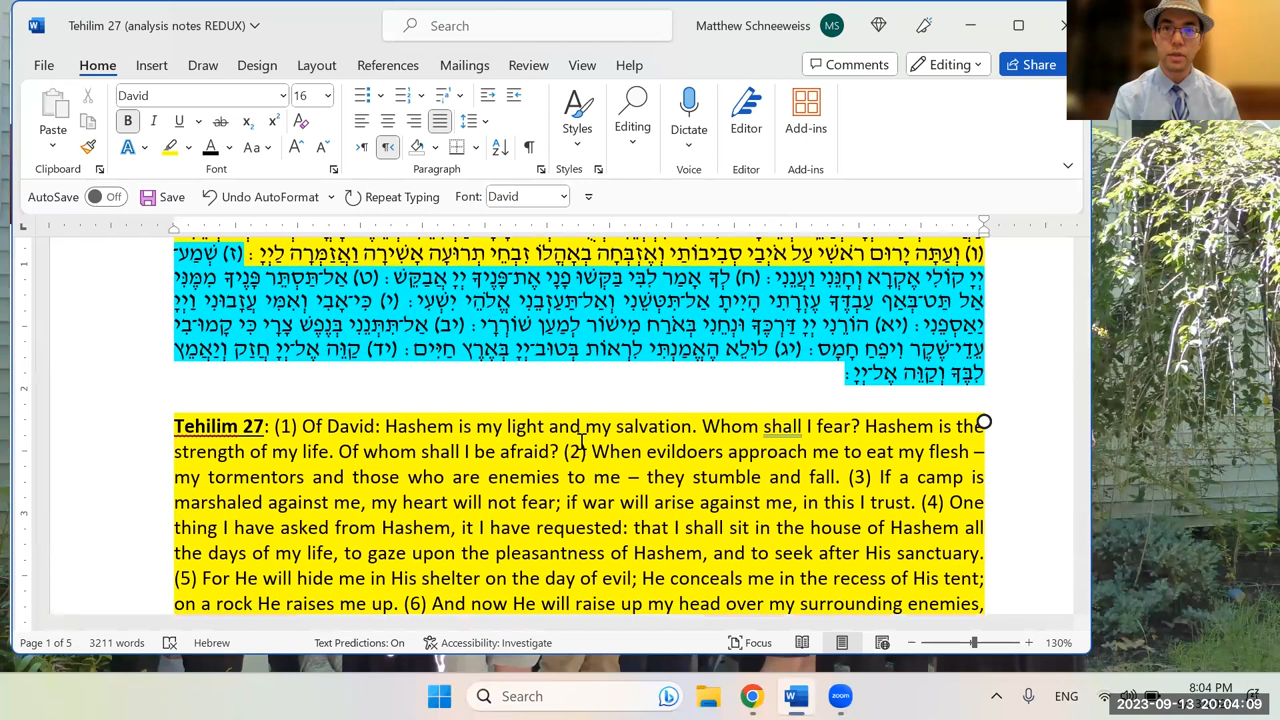 Tehilim 27 (analysis notes REDUX)
Search
Matthew Schneeweiss
MS
File Home Insert Draw Design Layout References Mailings Review View Help
Comments
Editing
Share
David
16
Paste
Styles
Editing
Dictate
Editor
Add-ins
Clipboard
Font
Paragraph
Styles
Voice
Editor
Add-ins
AutoSave Off Save Undo AutoFormat Repeat Typing Font: David
(ו) וְעַתָּה יָרוּם רֹאשִׁי עַל אֹיְבַי סְבִיבוֹתַי וְאֶזְבְּחָה בְאָהֳלוֹ זִבְחֵי תְרוּעָה אָשִׁירָה וַאֲזַמְּרָה לַייָ : (ז) שְׁמַע־
יְיָ קוֹלִי אֶקְרָא וְחָנֵּנִי וַעֲנֵנִי : (ח) לְךָ אָמַר לִבִּי בַּקְּשׁוּ פָנָי אֶת־פָּנֶיךָ יְיָ אֲבַקֵּשׁ : (ט) אַל־תַּסְתֵּר פָּנֶיךָ מִמֶּנִּי
אַל תַּט־בְּאַף עַבְדֶּךָ עֶזְרָתִי הָיִיתָ אַל־תִּטְּשֵׁנִי וְאַל־תַּעַזְבֵנִי אֱלֹהֵי יִשְׁעִי : (י) כִּי־אָבִי וְאִמִּי עֲזָבוּנִי וַייָ
יַאַסְפֵנִי : (יא) הוֹרֵנִי יְיָ דַּרְכֶּךָ וּנְחֵנִי בְּאֹרַח מִישׁוֹר לְמַעַן שׁוֹרְרָי : (יב) אַל־תִּתְּנֵנִי בְּנֶפֶשׁ צָרָי כִּי קָמוּ־בִי
עֵדֵי־שֶׁקֶר וִיפֵחַ חָמָס : (יג) לוּלֵא הֶאֱמַנְתִּי לִרְאוֹת בְּטוּב־יְיָ בְּאֶרֶץ חַיִּים : (יד) קַוֵּה אֶל־יְיָ חֲזַק וְיַאֲמֵץ
לִבֶּךָ וְקַוֵּה אֶל־יְיָ :
Tehilim 27: (1) Of David: Hashem is my light and my salvation. Whom shall I fear? Hashem is the
strength of my life. Of whom shall I be afraid? (2) When evildoers approach me to eat my flesh –
my tormentors and those who are enemies to me – they stumble and fall. (3) If a camp is
marshaled against me, my heart will not fear; if war will arise against me, in this I trust. (4) One
thing I have asked from Hashem, it I have requested: that I shall sit in the house of Hashem all
the days of my life, to gaze upon the pleasantness of Hashem, and to seek after His sanctuary.
(5) For He will hide me in His shelter on the day of evil; He conceals me in the recess of His tent;
on a rock He raises me up. (6) And now He will raise up my head over my surrounding enemies,
Page 1 of 5 3211 words Hebrew Text Predictions: On Accessibility: Investigate Focus 130%
Search
ENG
8:04 PM
2023-09-13 20:04:09